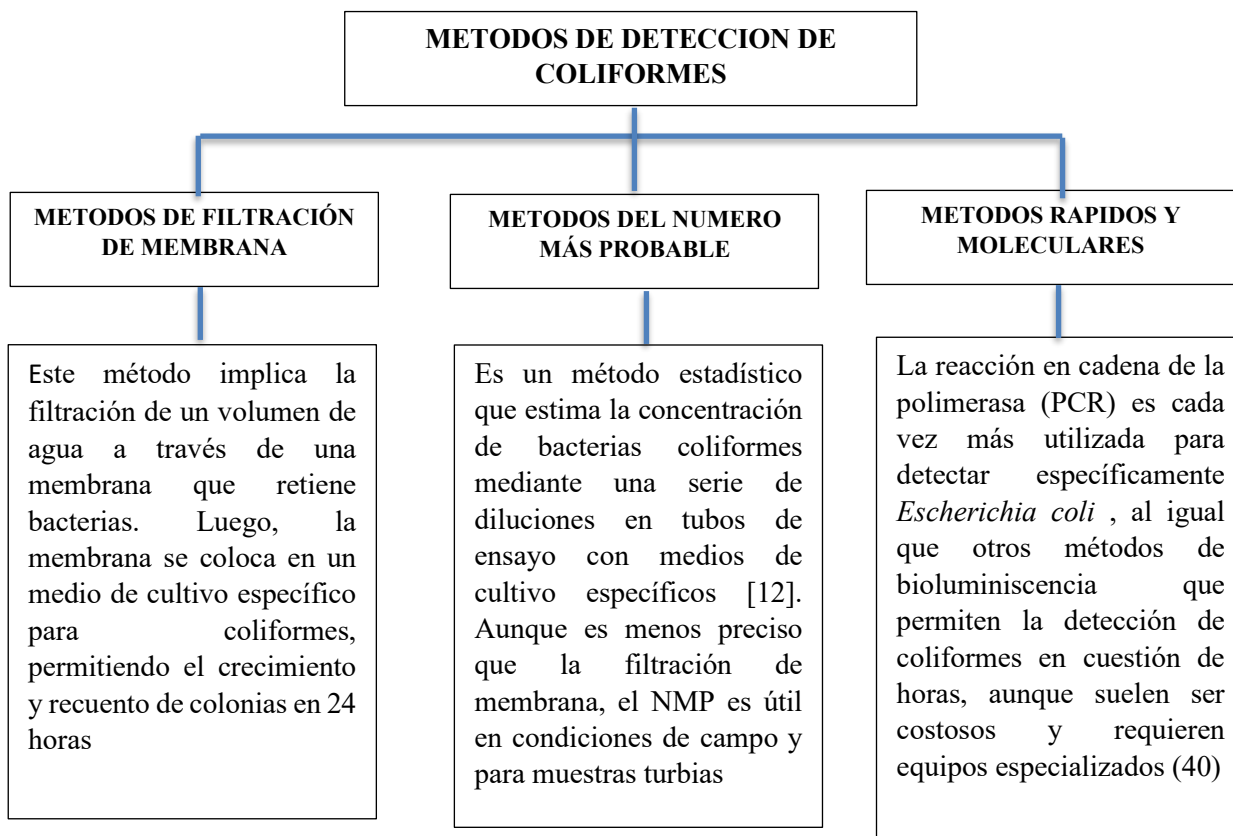 METODOS DE DETECCION DE
COLIFORMES
METODOS DE FILTRACIÓN
DE MEMBRANA
METODOS DEL NUMERO
MÁS PROBABLE
METODOS RAPIDOS Y
MOLECULARES
Este método implica la
filtración de un volumen de
agua a través de una
membrana que retiene
bacterias. Luego, la
membrana se coloca en un
medio de cultivo específico
para coliformes,
permitiendo el crecimiento
y recuento de colonias en 24
horas
Es un método estadístico
que estima la concentración
de bacterias coliformes
mediante una serie de
diluciones en tubos de
ensayo con medios de
cultivo específicos [12].
Aunque es menos preciso
que la filtración de
membrana, el NMP es útil
en condiciones de campo y
para muestras turbias
La reacción en cadena de la
polimerasa (PCR) es cada
vez más utilizada para
detectar específicamente
Escherichia coli , al igual
que otros métodos de
bioluminiscencia que
permiten la detección de
coliformes en cuestión de
horas, aunque suelen ser
costosos y requieren
equipos especializados (40)